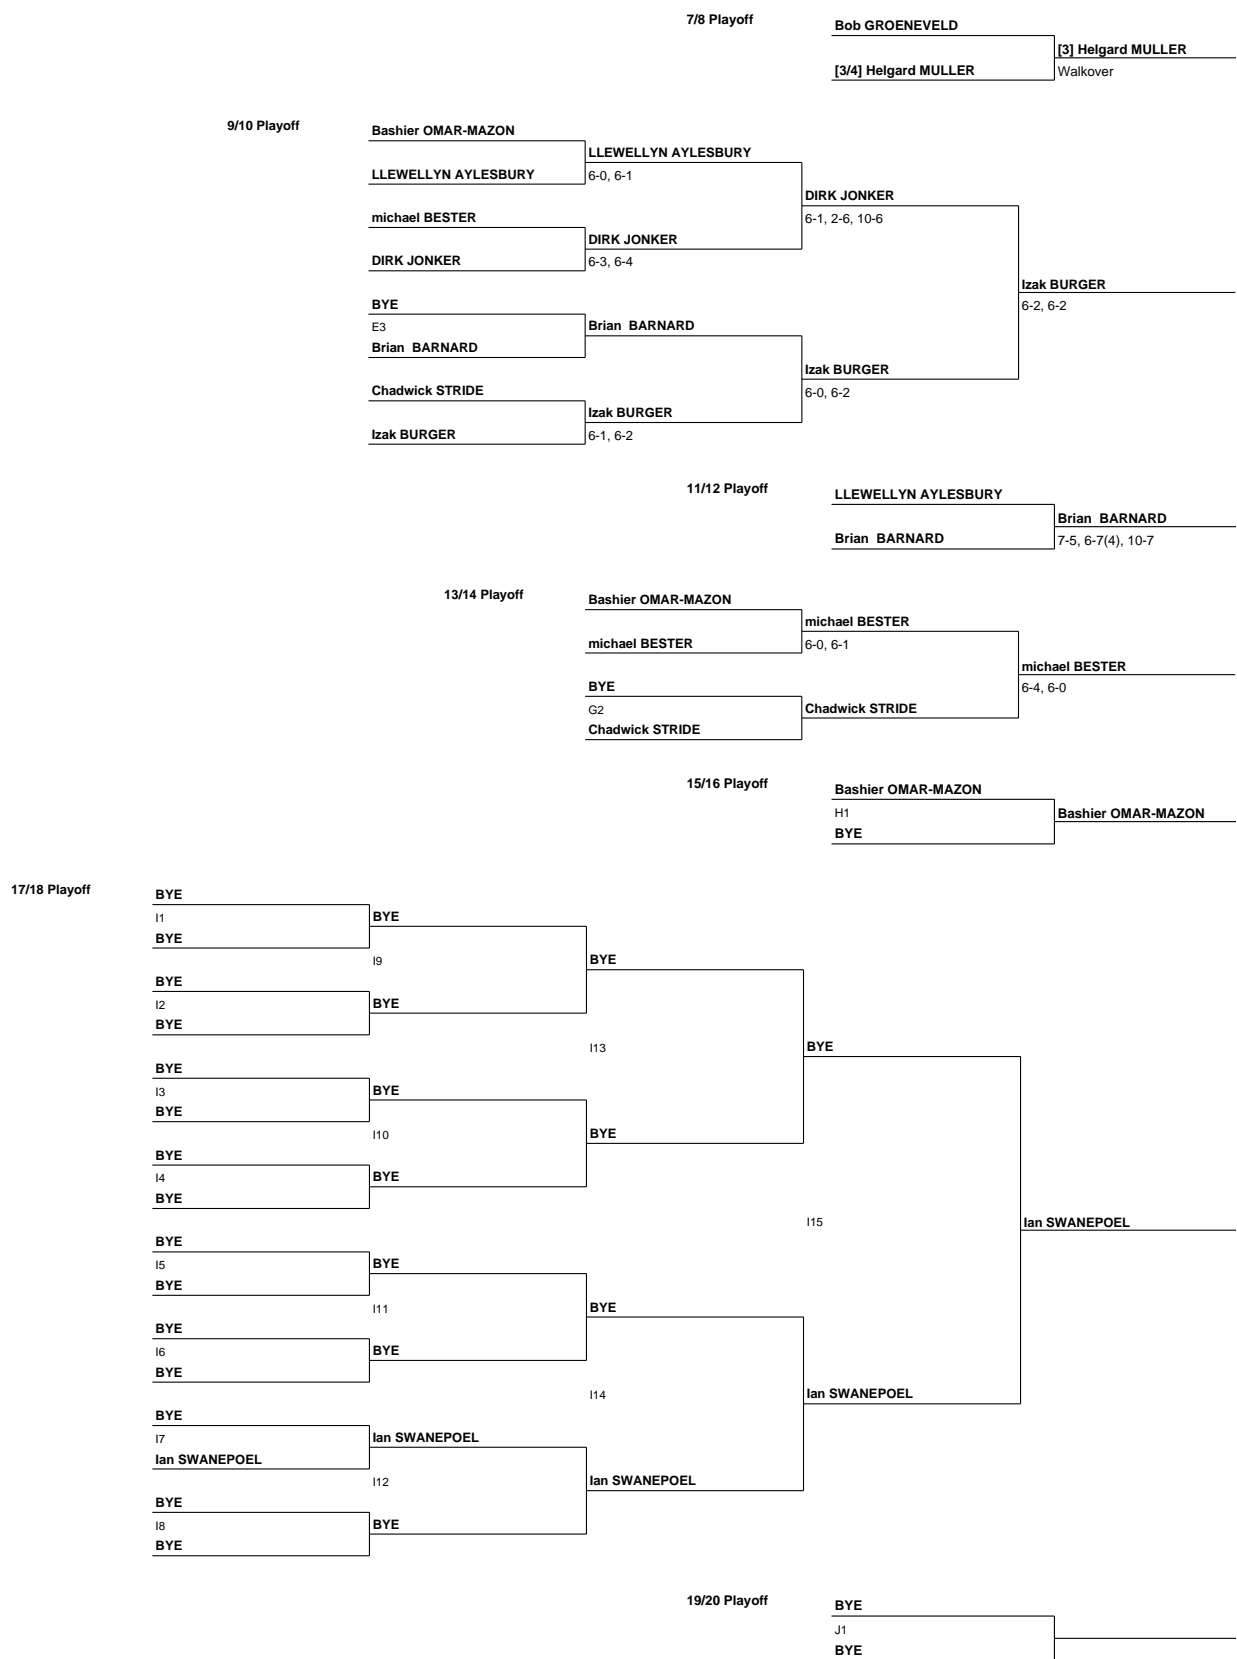 7/8 Playoff
Bob GROENEVELD
[3] Helgard MULLER
[3/4] Helgard MULLER
Walkover
9/10 Playoff
Bashier OMAR-MAZON
LLEWELLYN AYLESBURY
LLEWELLYN AYLESBURY
6-0, 6-1
DIRK JONKER
michael BESTER
6-1, 2-6, 10-6
DIRK JONKER
DIRK JONKER
6-3, 6-4
Izak BURGER
BYE
6-2, 6-2
E3
Brian  BARNARD
Brian  BARNARD
Izak BURGER
Chadwick STRIDE
6-0, 6-2
Izak BURGER
Izak BURGER
6-1, 6-2
11/12 Playoff
LLEWELLYN AYLESBURY
Brian  BARNARD
Brian  BARNARD
7-5, 6-7(4), 10-7
13/14 Playoff
Bashier OMAR-MAZON
michael BESTER
michael BESTER
6-0, 6-1
michael BESTER
BYE
6-4, 6-0
G2
Chadwick STRIDE
Chadwick STRIDE
15/16 Playoff
Bashier OMAR-MAZON
H1
Bashier OMAR-MAZON
BYE
17/18 Playoff
BYE
I1
BYE
BYE
I9
BYE
BYE
I2
BYE
BYE
I13
BYE
BYE
I3
BYE
BYE
I10
BYE
BYE
I4
BYE
BYE
I15
Ian SWANEPOEL
BYE
I5
BYE
BYE
I11
BYE
BYE
I6
BYE
BYE
I14
Ian SWANEPOEL
BYE
I7
Ian SWANEPOEL
Ian SWANEPOEL
I12
Ian SWANEPOEL
BYE
I8
BYE
BYE
19/20 Playoff
BYE
J1
BYE